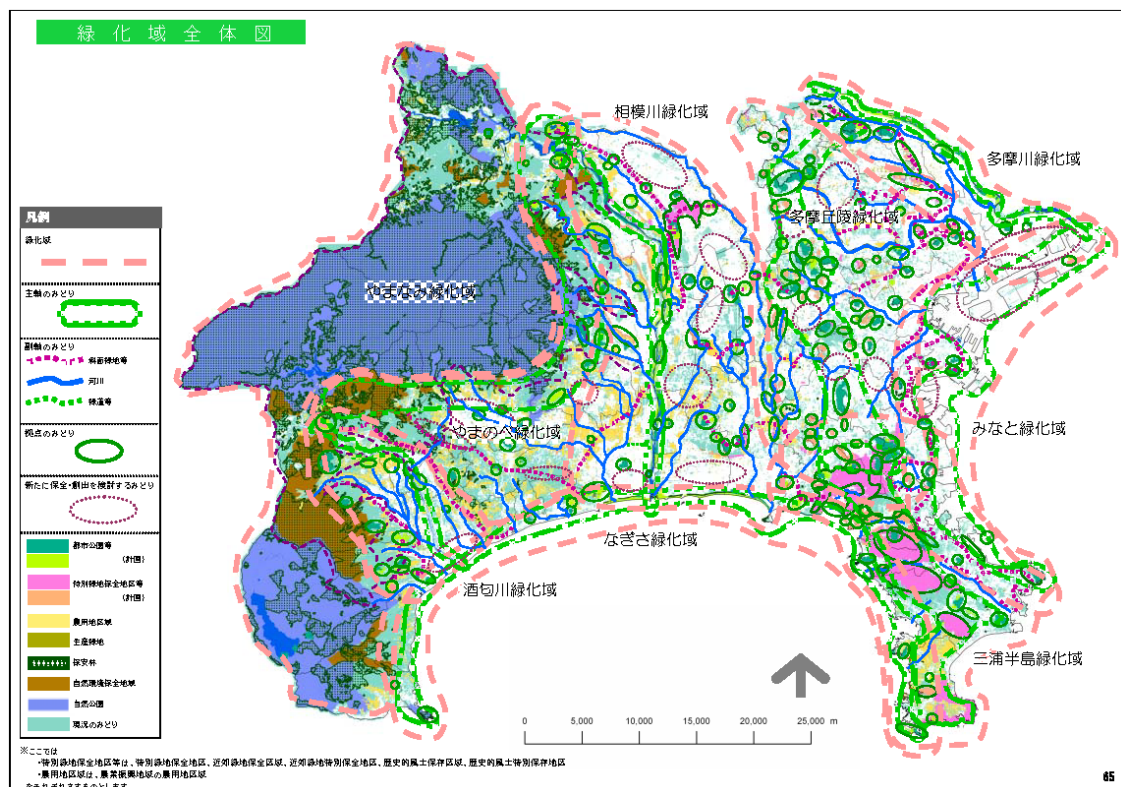 緑化域全体図
相模川緑化域
多摩川緑化域
多摩丘陵緑化域
やまなみ緑化域
やまのべ緑化域
みなと緑化域
なぎさ緑化域
酒匂川緑化域
三浦半島緑化域
凡例
緑化域
主軸のみどり
副軸のみどり
斜面緑地等
河川
緑道等
拠点のみどり
新たに保全・創出を検討するみどり
都市公園等
(計画)
特別緑地保全地区等
(計画)
農用地区域
生産緑地
保安林
自然環境保全地域
自然公園
現況のみどり
0 5,000 10,000 15,000 20,000 25,000 m
※ここでは
・特別緑地保全地区等は、特別緑地保全地区、近郊緑地保全区域、近郊緑地特別保全地区、歴史的風土保存区域、歴史的風土特別保存地区
・農用地区域は、農業振興地域の農用地区域
をそれぞれさすものとします。
65